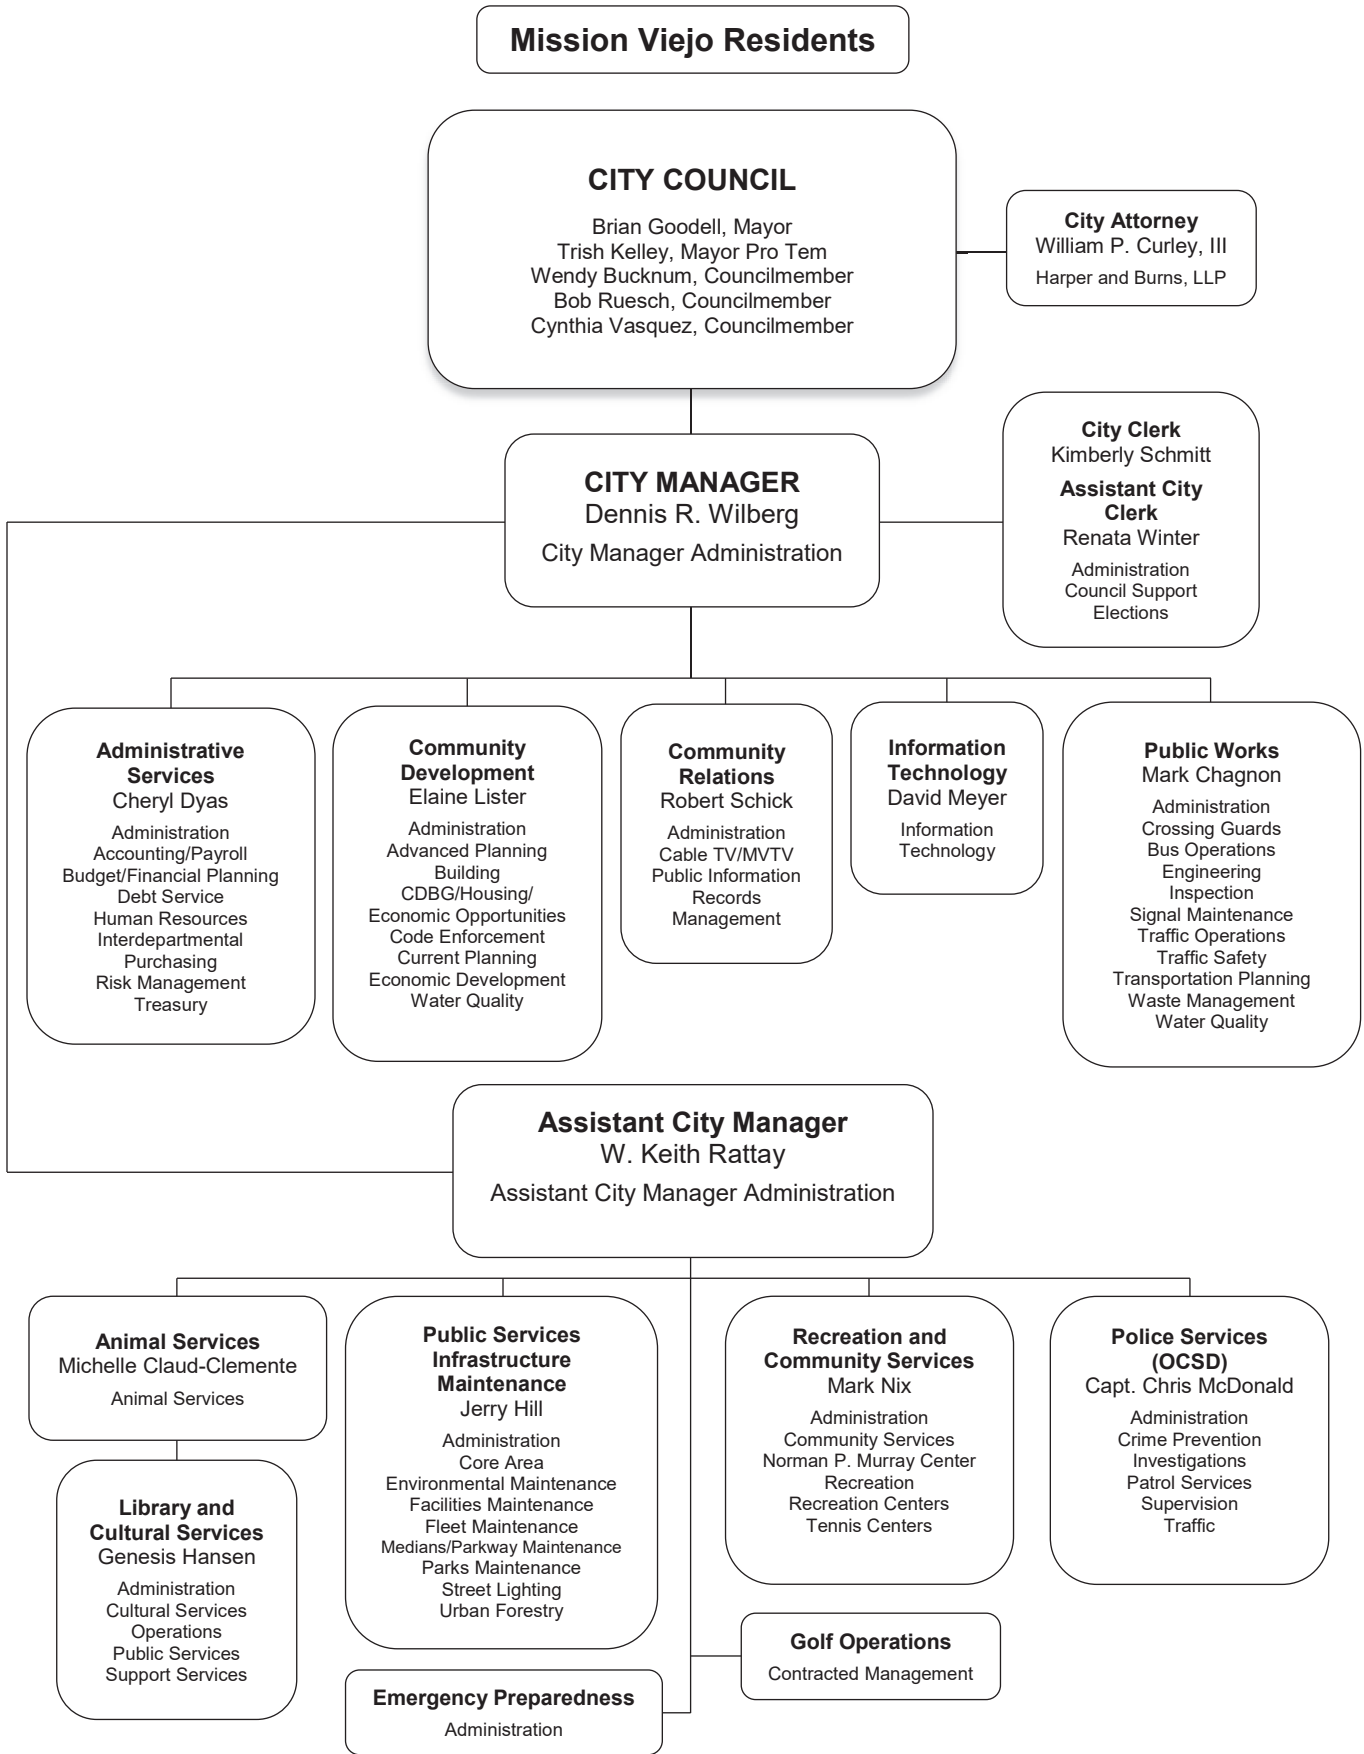 Mission Viejo Residents
CITY COUNCIL
Brian Goodell, Mayor
Trish Kelley, Mayor Pro Tem
Wendy Bucknum, Councilmember
Bob Ruesch, Councilmember
Cynthia Vasquez, Councilmember
City Attorney
William P. Curley, III
Harper and Burns, LLP
CITY MANAGER
Dennis R. Wilberg
City Manager Administration
City Clerk
Kimberly Schmitt
Assistant City
Clerk
Renata Winter
Administration
Council Support
Elections
Administrative
Services
Cheryl Dyas
Administration
Accounting/Payroll
Budget/Financial Planning
Debt Service
Human Resources
Interdepartmental
Purchasing
Risk Management
Treasury
Community
Development
Elaine Lister
Administration
Advanced Planning
Building
CDBG/Housing/
Economic Opportunities
Code Enforcement
Current Planning
Economic Development
Water Quality
Community
Relations
Robert Schick
Administration
Cable TV/MVTV
Public Information
Records
Management
Information
Technology
David Meyer
Information
Technology
Public Works
Mark Chagnon
Administration
Crossing Guards
Bus Operations
Engineering
Inspection
Signal Maintenance
Traffic Operations
Traffic Safety
Transportation Planning
Waste Management
Water Quality
Assistant City Manager
W. Keith Rattay
Assistant City Manager Administration
Animal Services
Michelle Claud-Clemente
Animal Services
Library and
Cultural Services
Genesis Hansen
Administration
Cultural Services
Operations
Public Services
Support Services
Public Services
Infrastructure
Maintenance
Jerry Hill
Administration
Core Area
Environmental Maintenance
Facilities Maintenance
Fleet Maintenance
Medians/Parkway Maintenance
Parks Maintenance
Street Lighting
Urban Forestry
Recreation and
Community Services
Mark Nix
Administration
Community Services
Norman P. Murray Center
Recreation
Recreation Centers
Tennis Centers
Police Services
(OCSD)
Capt. Chris McDonald
Administration
Crime Prevention
Investigations
Patrol Services
Supervision
Traffic
Golf Operations
Contracted Management
Emergency Preparedness
Administration